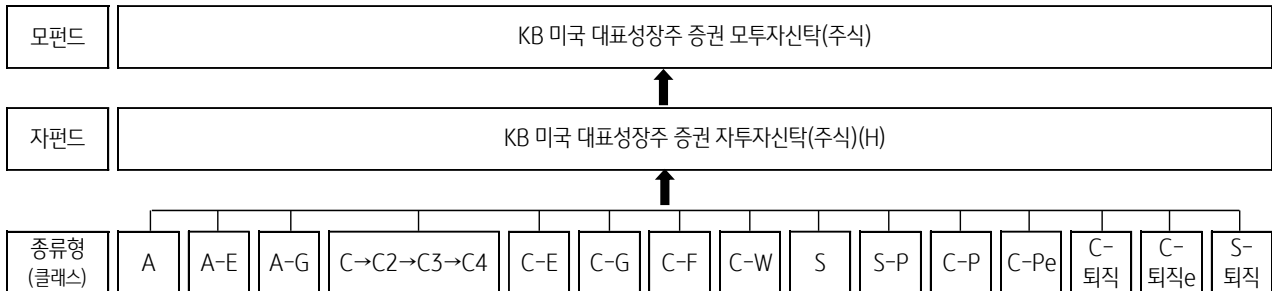 모펀드
KB 미국 대표성장주 증권 모투자신탁(주식)
자펀드
KB 미국 대표성장주 증권 자투자신탁(주식)(H)
종류형
(클래스)
A
A-E
A-G
C→C2→C3→C4
C-E
C-G
C-F
C-W
S
S-P
C-P
C-Pe
C-
퇴직
C-
퇴직e
S-
퇴직